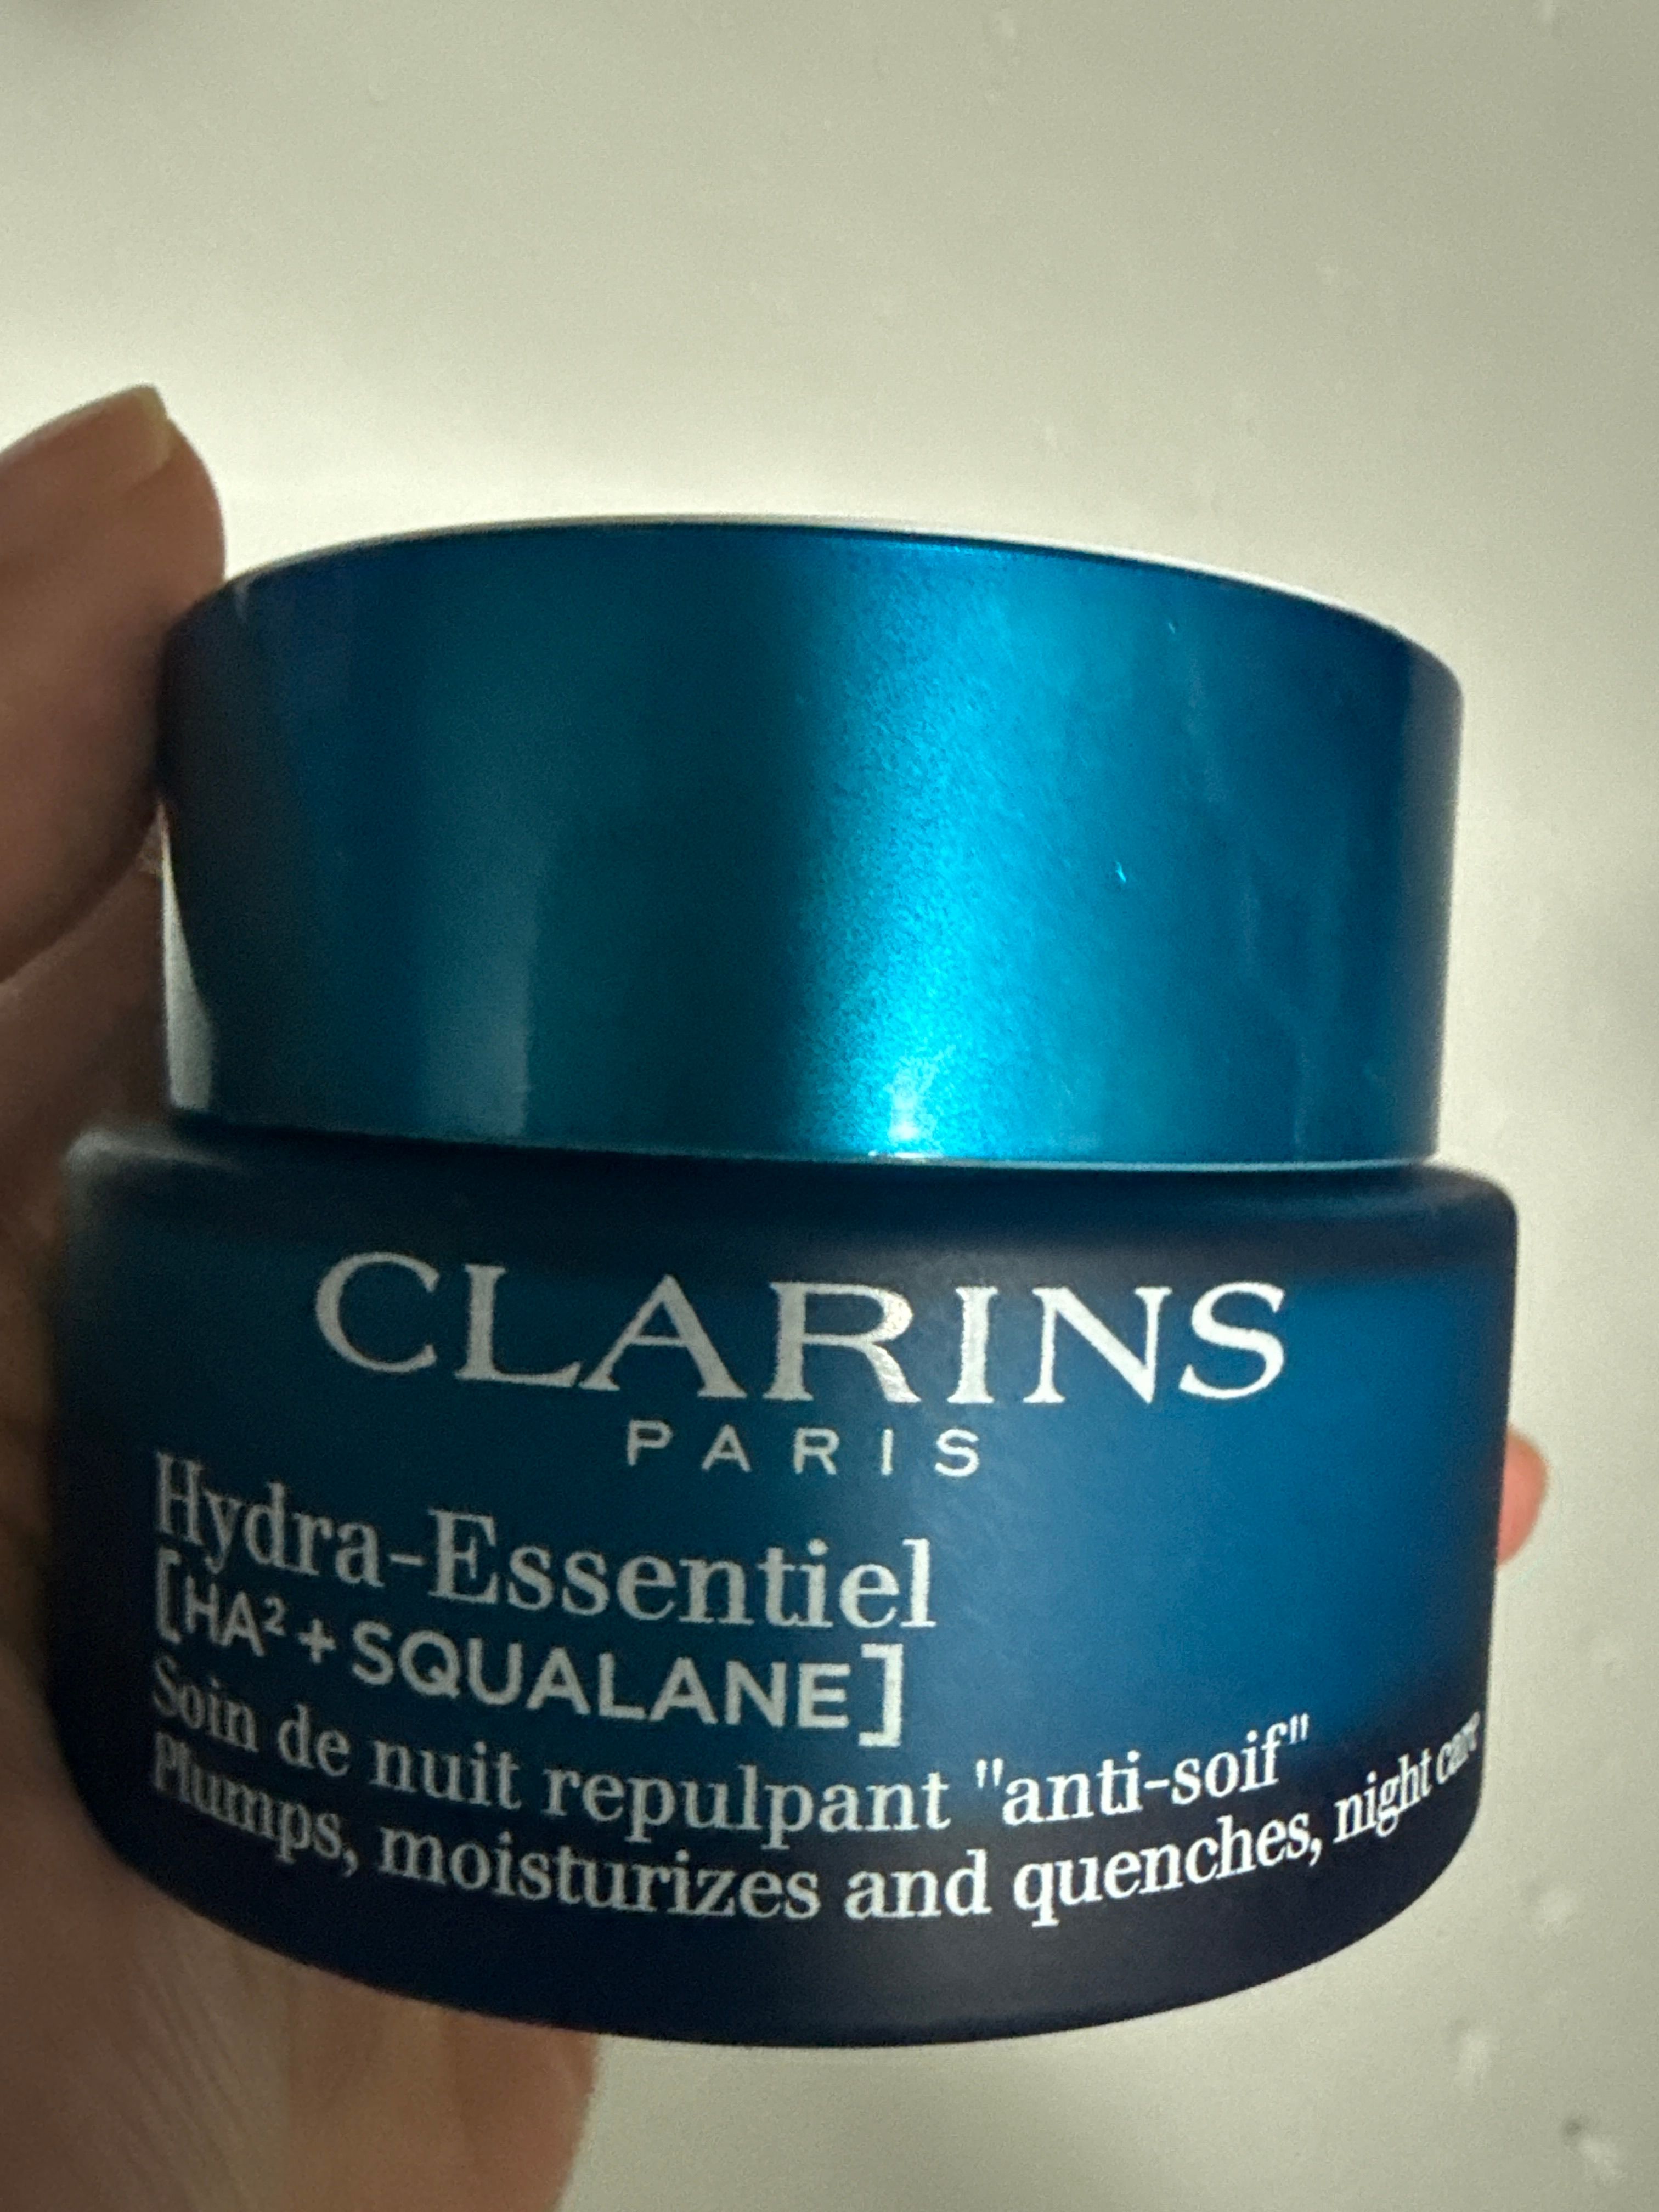 CLARINS
PARIS
Hydra-Essentiel
[HA² + SQUALANE]
Soin de nuit repulpant "anti-soif"
Plumps, moisturizes and quenches, night care